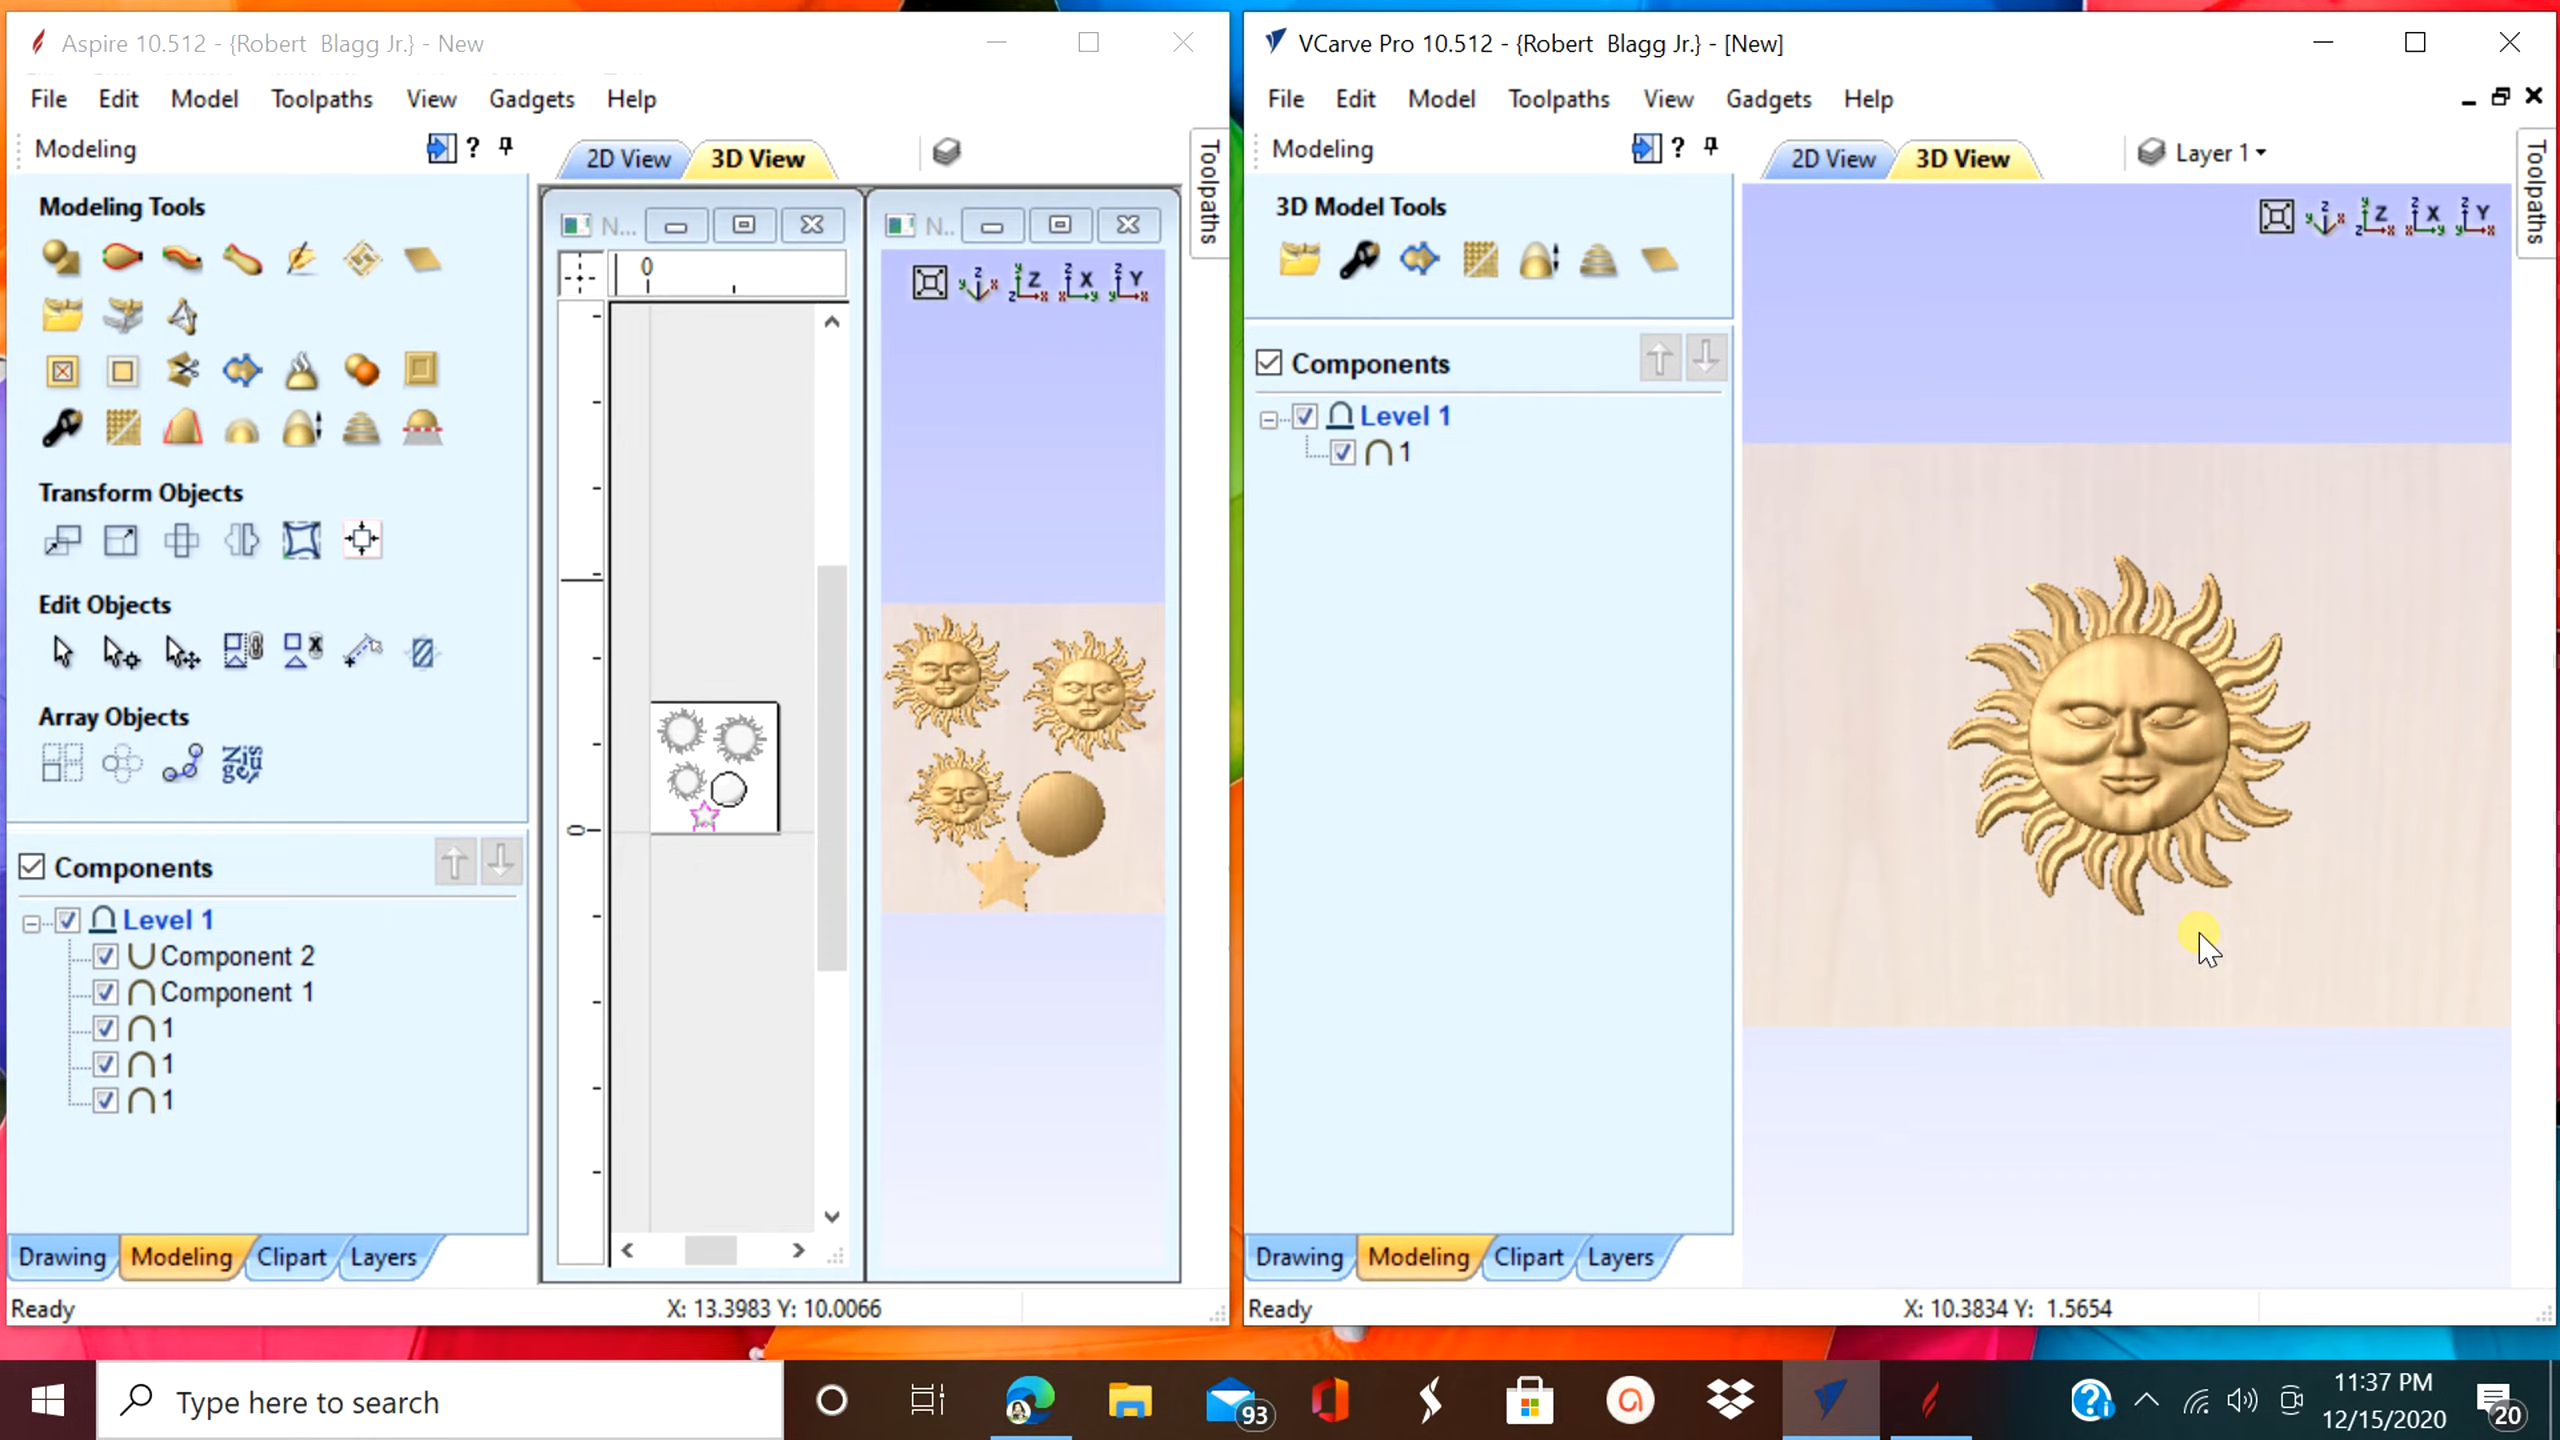 Aspire 10.512 - {Robert Blagg Jr.} - New
File Edit Model Toolpaths View Gadgets Help
Modeling ?
2D View 3D View
Toolpaths
Modeling Tools
N...
N..
0
Z X Y
Transform Objects
Edit Objects
Array Objects
0
Components
Level 1
Component 2
Component 1
1
1
1
Drawing Modeling Clipart Layers
Ready X: 13.3983 Y: 10.0066
VCarve Pro 10.512 - {Robert Blagg Jr.} - [New]
File Edit Model Toolpaths View Gadgets Help
Modeling ?
2D View 3D View Layer 1
Toolpaths
3D Model Tools
Z X Y
Components
Level 1
1
Drawing Modeling Clipart Layers
Ready X: 10.3834 Y: 1.5654
Type here to search
93
11:37 PM
12/15/2020
20